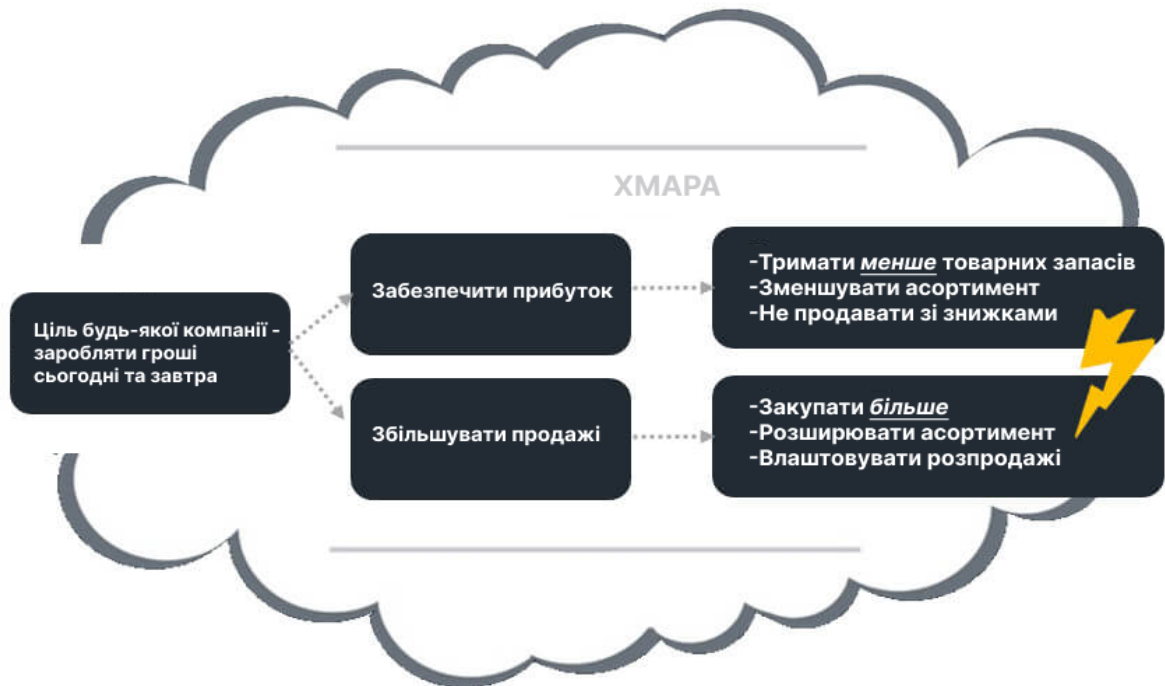 ХМАРА
Ціль будь-якої компанії -
заробляти гроші
сьогодні та завтра
Забезпечити прибуток
-Тримати менше товарних запасів
-Зменшувати асортимент
-Не продавати зі знижками
Збільшувати продажі
-Закупати більше
-Розширювати асортимент
-Влаштовувати розпродажі